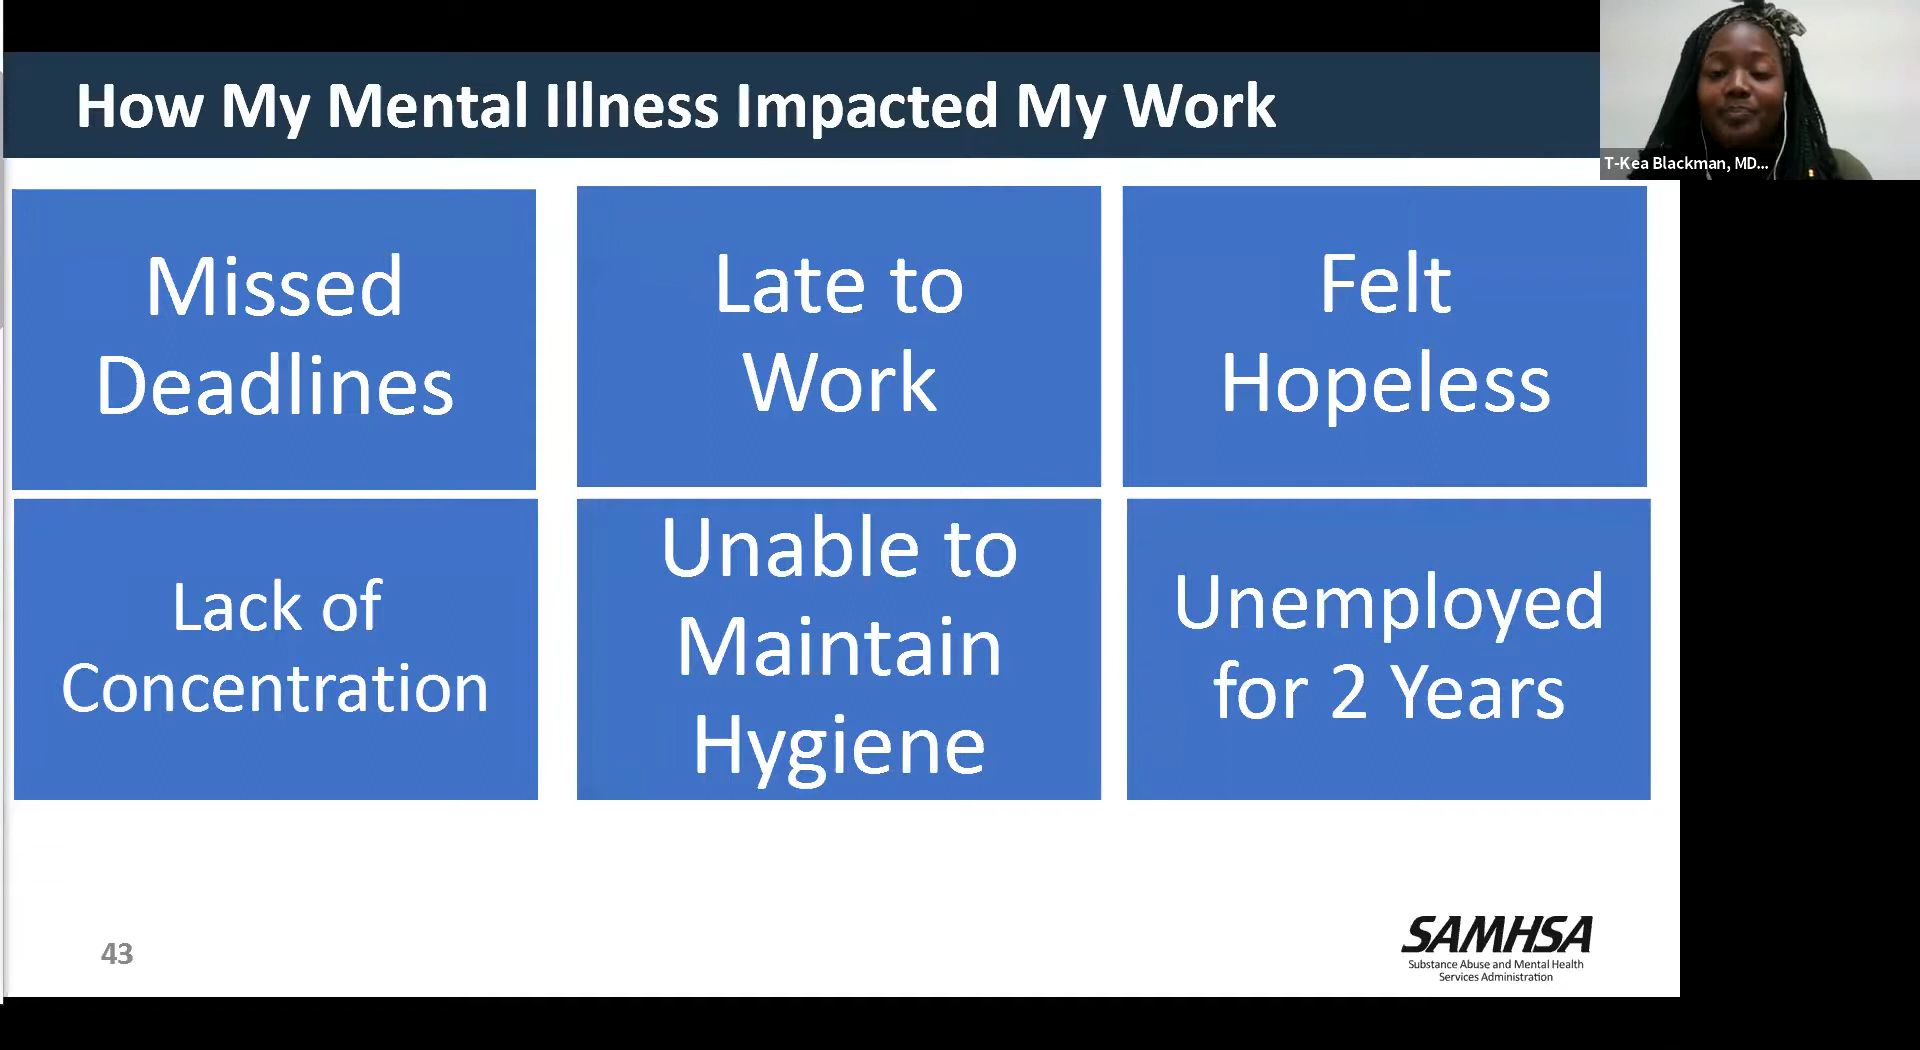 How My Mental Illness Impacted My Work
T-Kea Blackman, MD...
Missed
Deadlines
Late to
Work
Felt
Hopeless
Lack of
Concentration
Unable to
Maintain
Hygiene
Unemployed
for 2 Years
43
SAMHSA
Substance Abuse and Mental Health
Services Administration